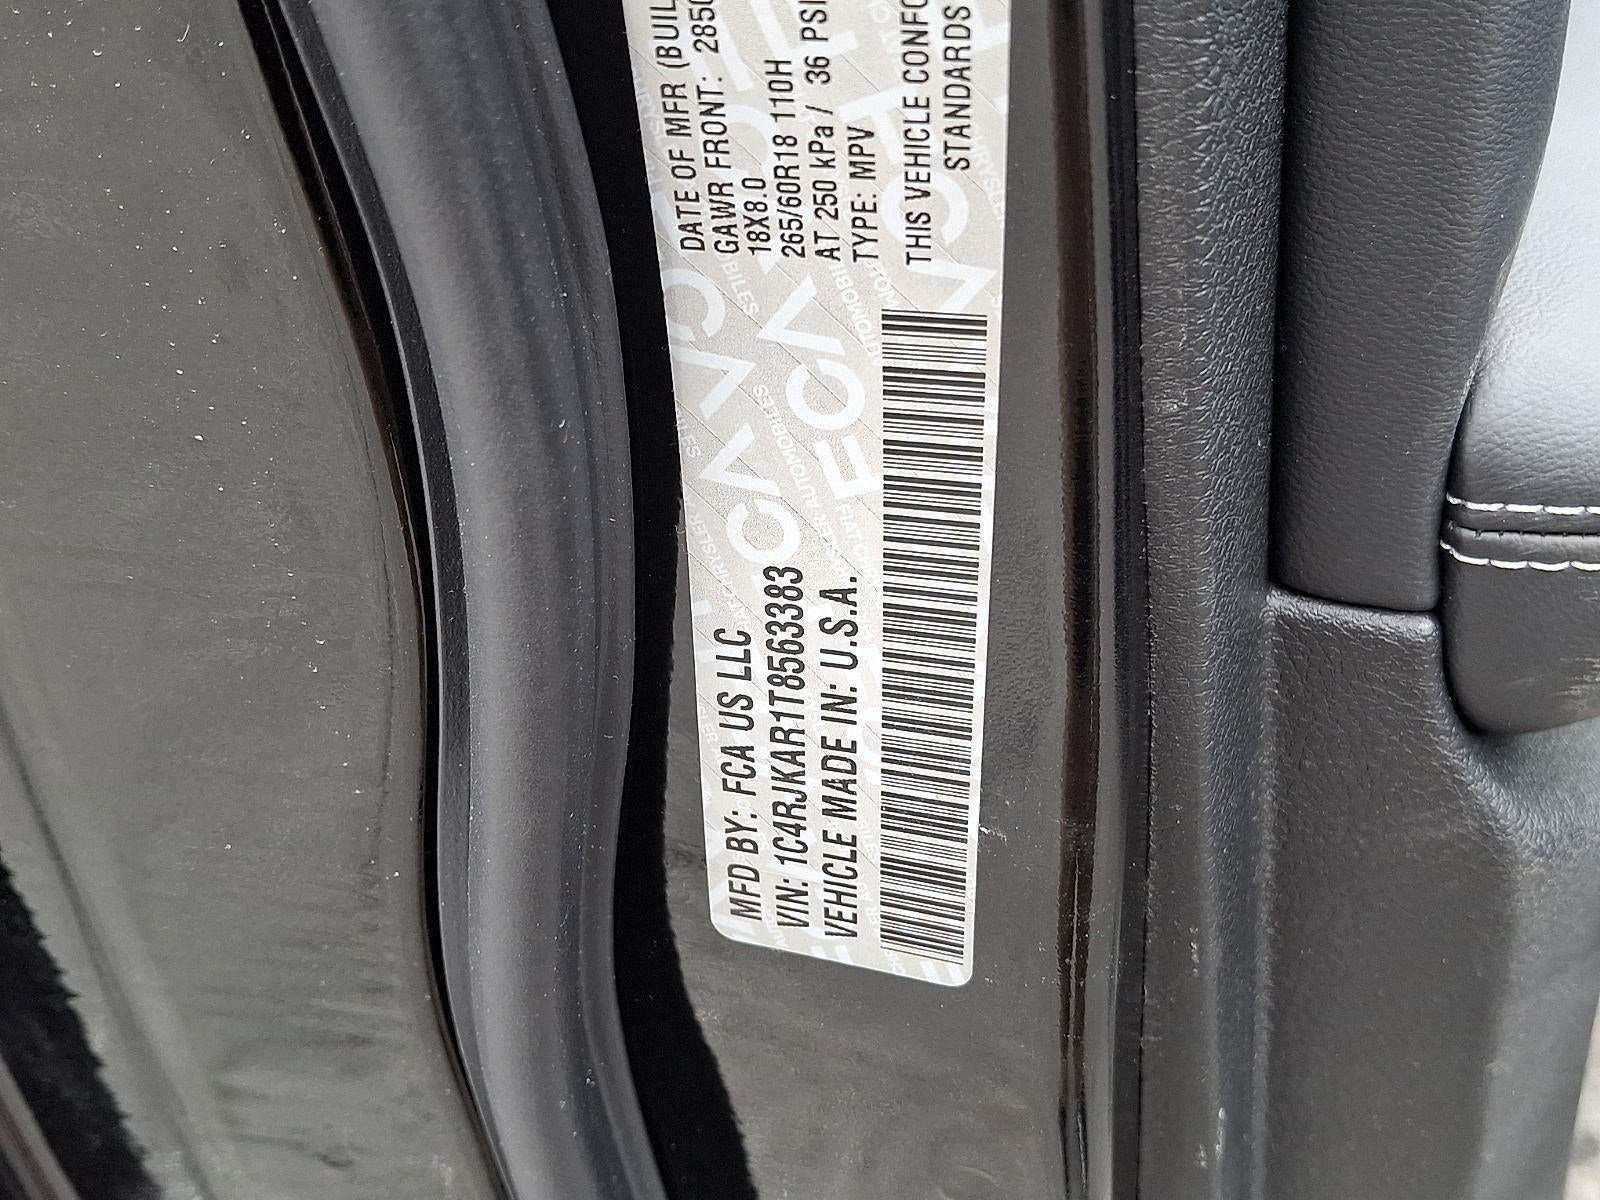 MFD BY: FCA US LLC
VIN: 1C4RJKAR1T8563383
VEHICLE MADE IN: U.S.A.
DATE OF MFR (BUIL
GAWR FRONT: 2850
18X8.0
265/60R18 110H
AT 250 kPa / 36 PSI
TYPE: MPV
THIS VEHICLE CONFO
STANDARDS